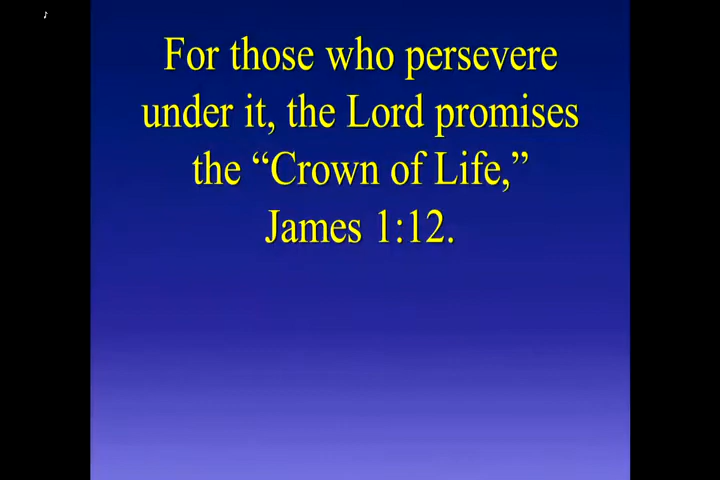 ♪
For those who persevere
under it, the Lord promises
the “Crown of Life,”
James 1:12.